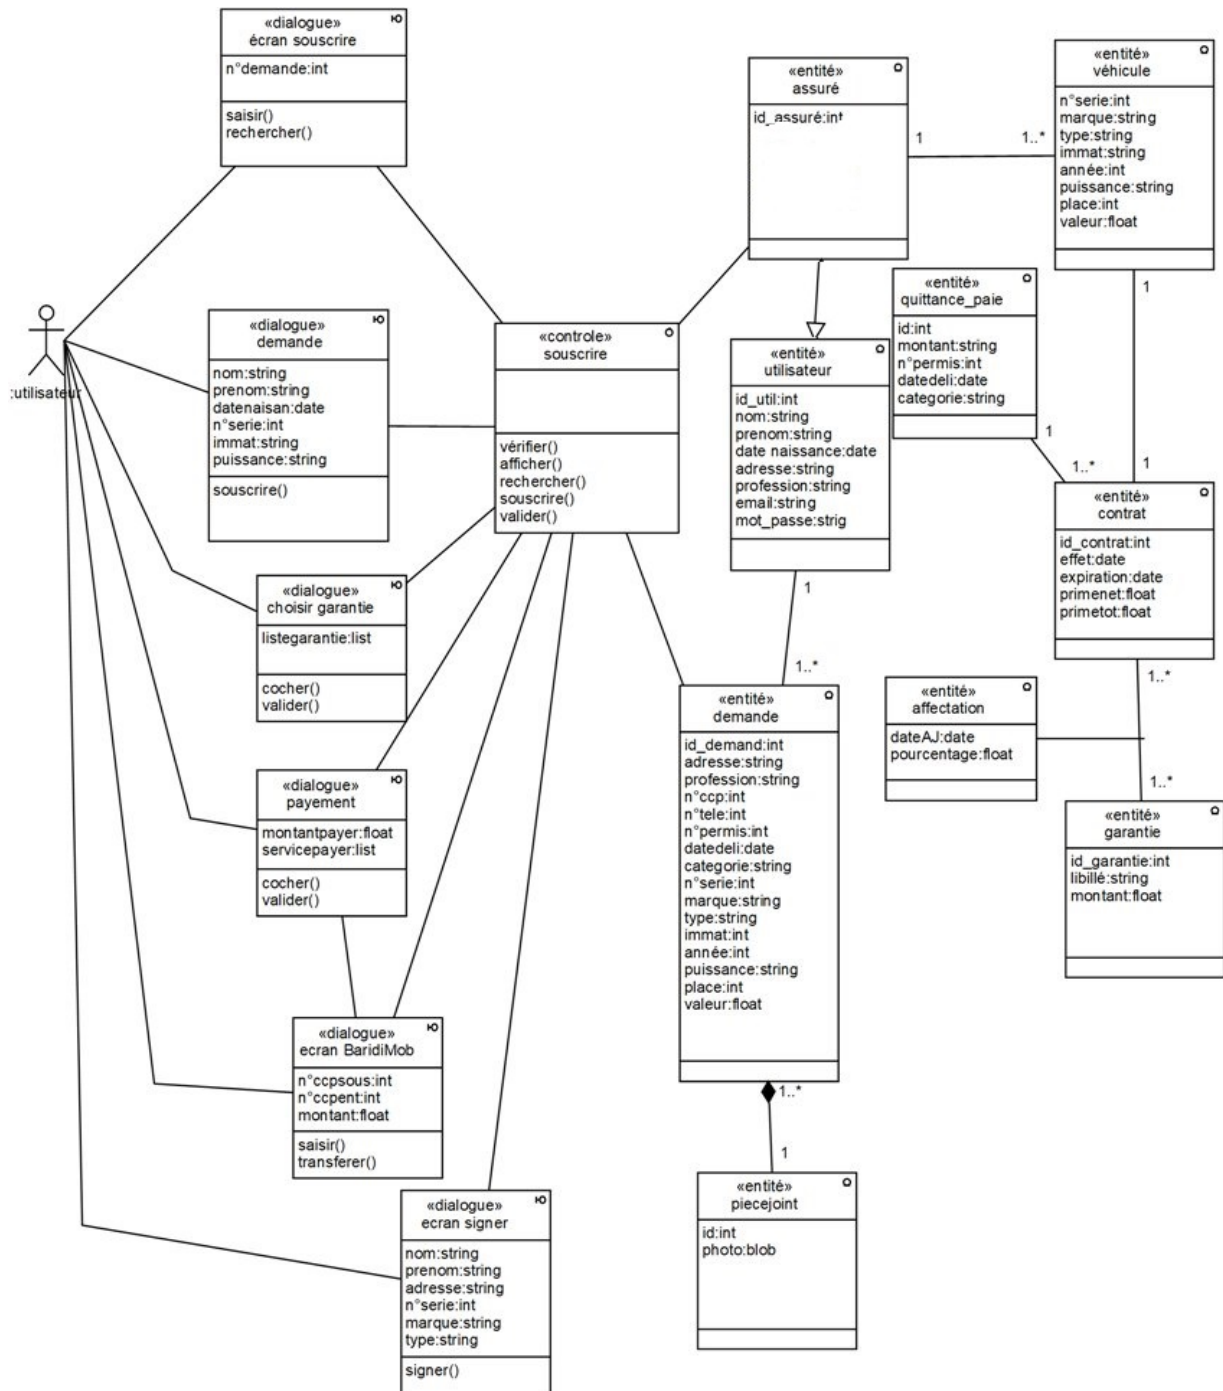 «dialogue»
écran souscrire
n°demande:int
saisir()
rechercher()
«entité»
assuré
id_assuré:int
«entité»
véhicule
n°serie:int
marque:string
type:string
immat:string
année:int
puissance:string
place:int
valeur:float
1
1..*
:utilisateur
«dialogue»
demande
nom:string
prenom:string
datenaisan:date
n°serie:int
immat:string
puissance:string
souscrire()
«controle»
souscrire
vérifier()
afficher()
rechercher()
souscrire()
valider()
«entité»
utilisateur
id_util:int
nom:string
prenom:string
date naissance:date
adresse:string
profession:string
email:string
mot_passe:strig
«entité»
quittance_paie
id:int
montant:string
n°permis:int
datedeli:date
categorie:string
1
1..*
1
1
«entité»
contrat
id_contrat:int
effet:date
expiration:date
primenet:float
primetot:float
«dialogue»
choisir garantie
listegarantie:list
cocher()
valider()
1
1..*
«entité»
demande
id_demand:int
adresse:string
profession:string
n°ccp:int
n°tele:int
n°permis:int
datedeli:date
categorie:string
n°serie:int
marque:string
type:string
immat:int
année:int
puissance:string
place:int
valeur:float
1..*
«entité»
affectation
dateAJ:date
pourcentage:float
1..*
«entité»
garantie
id_garantie:int
libillé:string
montant:float
«dialogue»
payement
montantpayer:float
servicepayer:list
cocher()
valider()
«dialogue»
ecran BaridiMob
n°ccpsous:int
n°ccpent:int
montant:float
saisir()
transferer()
1..*
1
«entité»
piecejoint
id:int
photo:blob
«dialogue»
ecran signer
nom:string
prenom:string
adresse:string
n°serie:int
marque:string
type:string
signer()